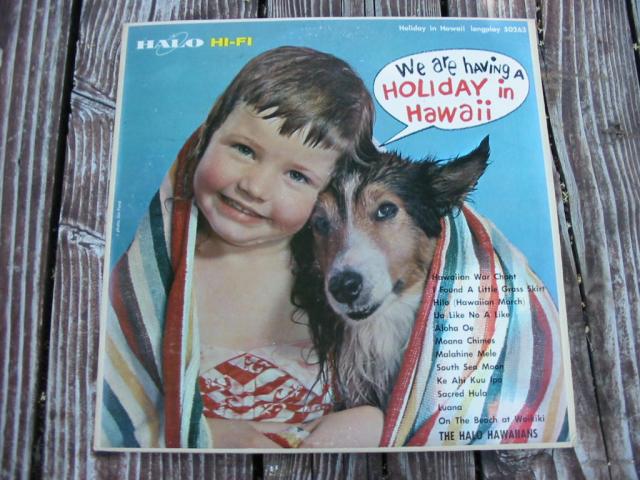 HALO HI-FI
Holiday in Hawaii longplay 50263
We are having a
HOLiDAY in
Hawaii
Hawaiian War Chant
I Found A Little Grass Skirt
Hilo (Hawaiian March)
Ua Like No A Like
Aloha Oe
Moana Chimes
Malahine Mele
South Sea Moon
Ke Ahi Kuu Ipo
Sacred Hula
Luana
On The Beach at Waikiki
THE HALO HAWAIIANS